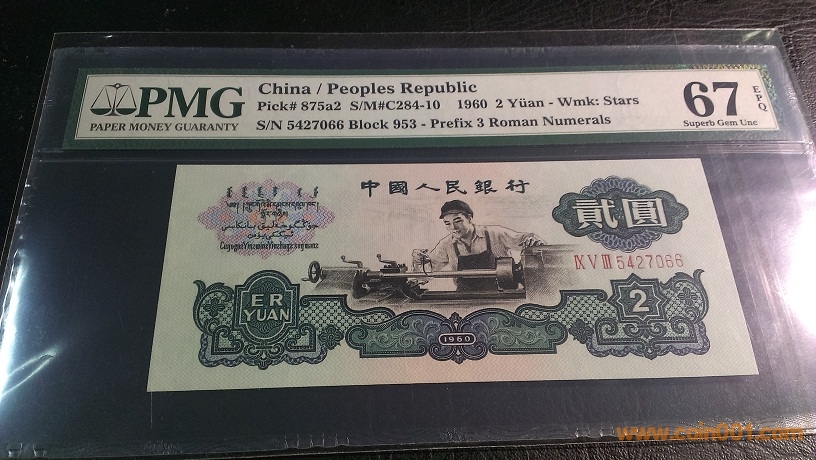 PMG
PAPER MONEY GUARANTY
China / Peoples Republic
Pick# 875a2 S/M#C284-10 1960 2 Yüan - Wmk: Stars
S/N 5427066 Block 953 - Prefix 3 Roman Numerals
67
EPQ
Superb Gem Unc
中國人民銀行
貳圓
ⅨⅤⅢ 5427066
ER
YUAN
2
1960
www.coin001.com